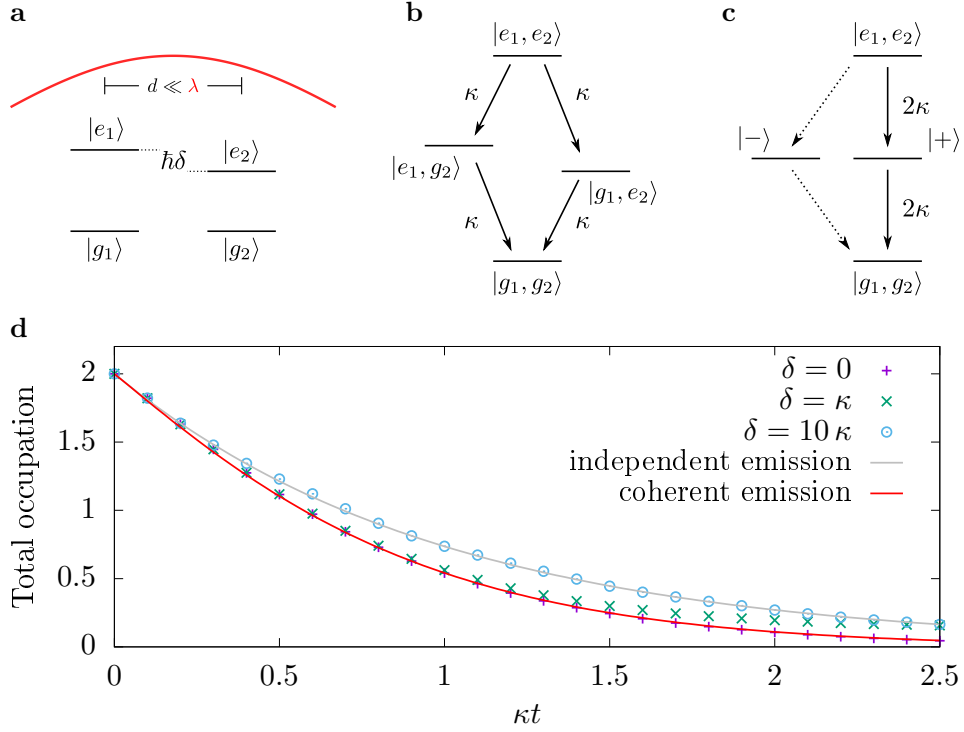 a
d ≪ λ
|e₁⟩
ħδ
|e₂⟩
|g₁⟩
|g₂⟩
b
|e₁, e₂⟩
κ
κ
|e₁, g₂⟩
|g₁, e₂⟩
κ
κ
|g₁, g₂⟩
c
|e₁, e₂⟩
2κ
|−⟩
|+⟩
2κ
|g₁, g₂⟩
d
Total occupation
2
1.5
1
0.5
0
δ = 0
δ = κ
δ = 10 κ
independent emission
coherent emission
0
0.5
1
1.5
2
2.5
κt